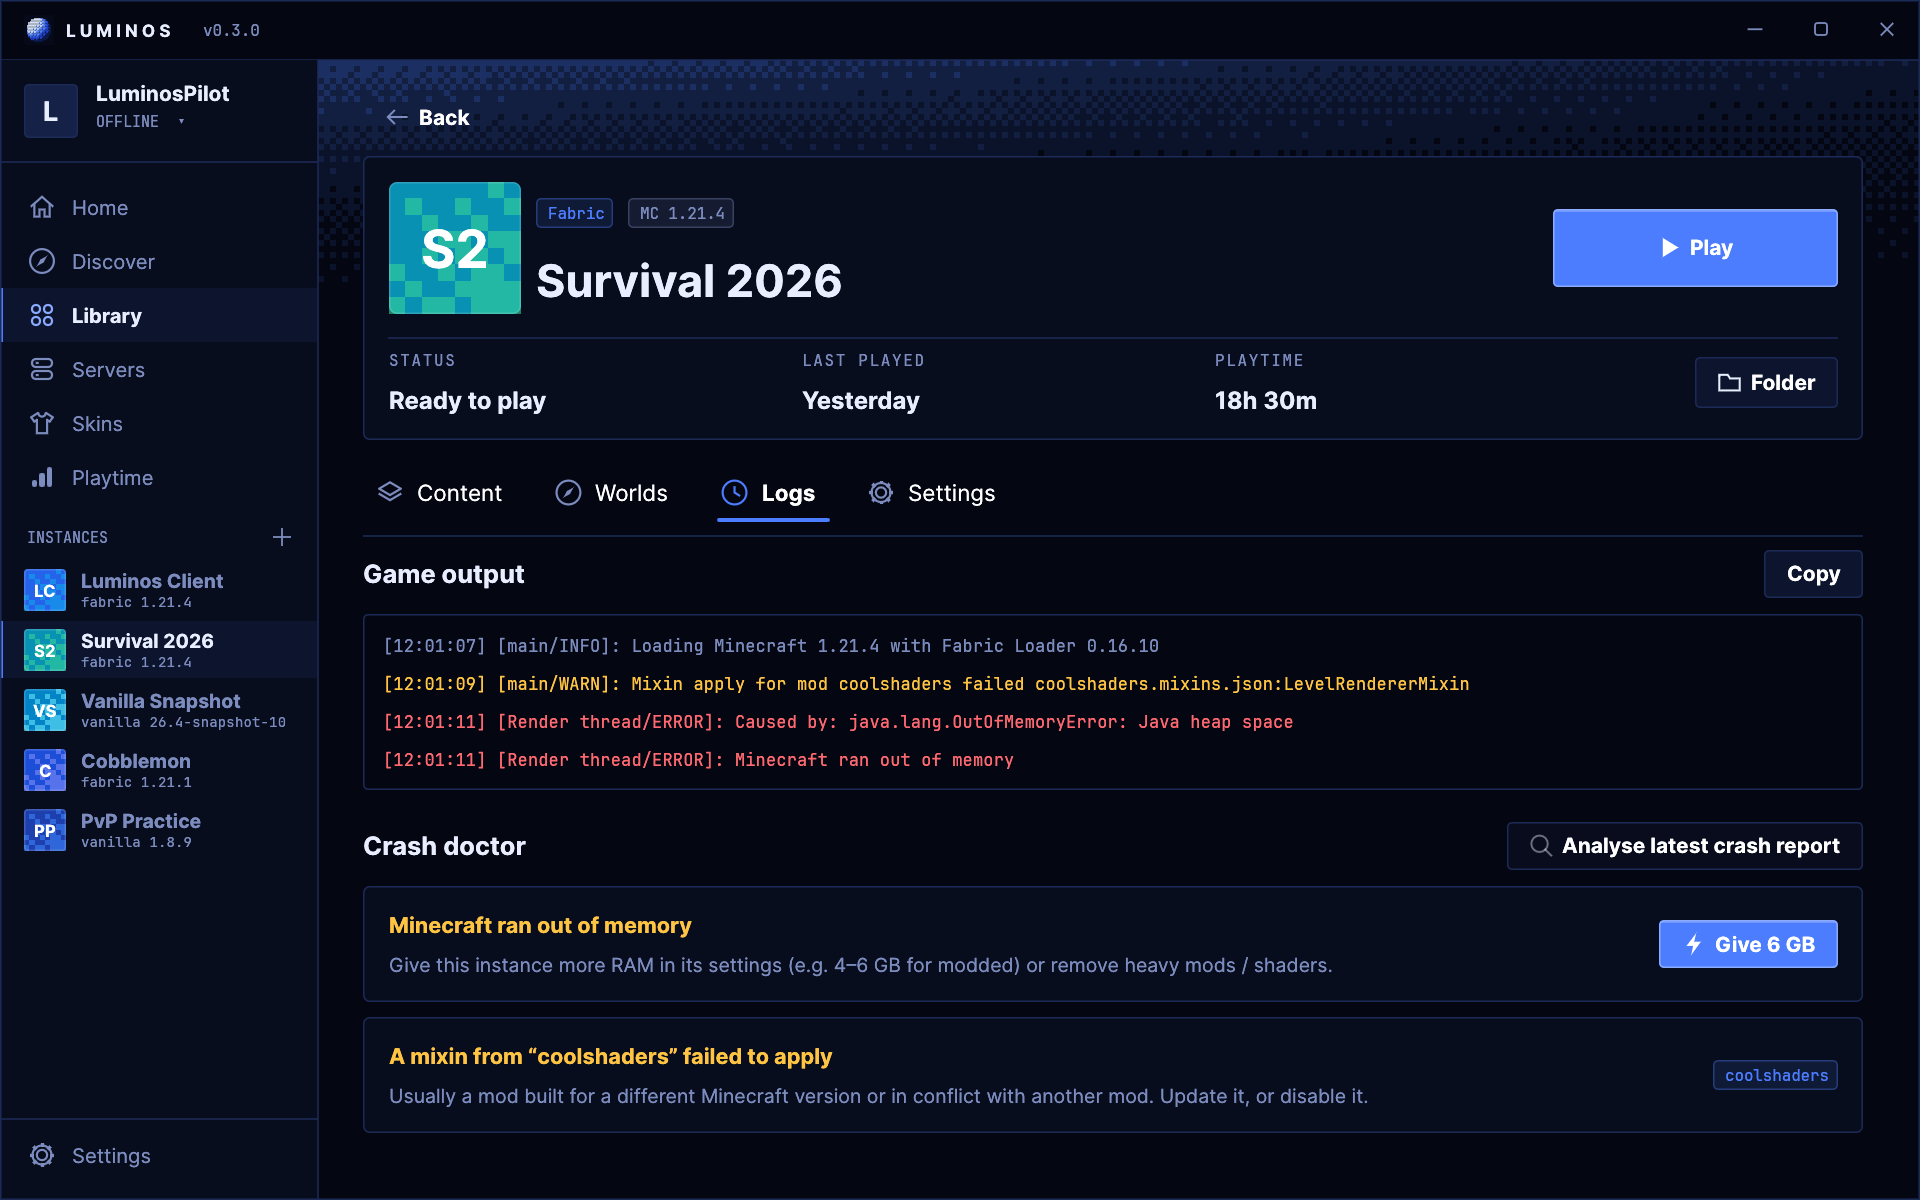 LUMINOS v0.3.0
L
LuminosPilot
OFFLINE
Home
Discover
Library
Servers
Skins
Playtime
INSTANCES
LC
Luminos Client
fabric 1.21.4
S2
Survival 2026
fabric 1.21.4
VS
Vanilla Snapshot
vanilla 26.4-snapshot-10
C
Cobblemon
fabric 1.21.1
PP
PvP Practice
vanilla 1.8.9
Settings
Back
S2
Fabric MC 1.21.4
Survival 2026
Play
STATUS LAST PLAYED PLAYTIME
Ready to play Yesterday 18h 30m
Folder
Content Worlds Logs Settings
Game output
Copy
[12:01:07] [main/INFO]: Loading Minecraft 1.21.4 with Fabric Loader 0.16.10
[12:01:09] [main/WARN]: Mixin apply for mod coolshaders failed coolshaders.mixins.json:LevelRendererMixin
[12:01:11] [Render thread/ERROR]: Caused by: java.lang.OutOfMemoryError: Java heap space
[12:01:11] [Render thread/ERROR]: Minecraft ran out of memory
Crash doctor
Analyse latest crash report
Minecraft ran out of memory
Give this instance more RAM in its settings (e.g. 4–6 GB for modded) or remove heavy mods / shaders.
Give 6 GB
A mixin from “coolshaders” failed to apply
Usually a mod built for a different Minecraft version or in conflict with another mod. Update it, or disable it.
coolshaders